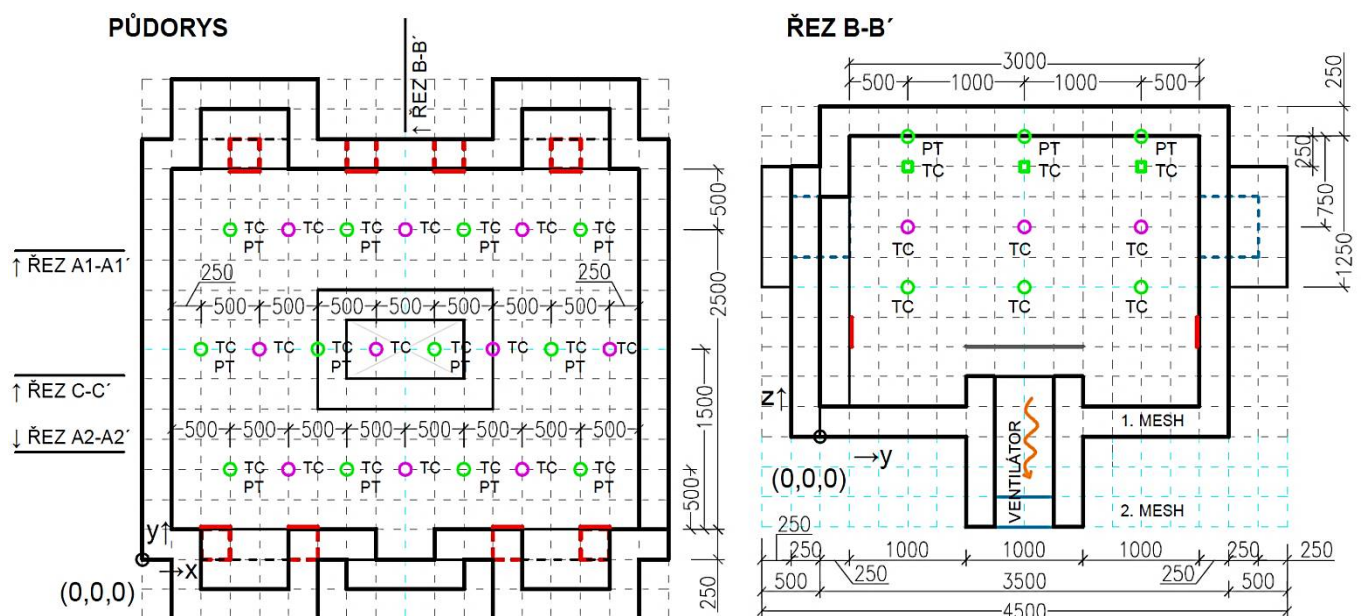 PŮDORYS
↑ ŘEZ B-B´
↑ ŘEZ A1-A1´
↑ ŘEZ C-C´
↓ ŘEZ A2-A2´
TC TC TC TC TC TC TC
PT PT PT PT
250 250
500 500 500 500 500 500 500
TC TC TC TC TC TC TC TC
PT PT PT PT
500 500 500 500 500 500 500 500
TC TC TC TC TC TC TC
PT PT PT PT
500
2500
1500
500
250
y↑
→x
(0,0,0)
ŘEZ B-B´
3000
500 1000 1000 500
250
250
750
1250
PT PT PT
TC TC TC
TC TC TC
TC TC TC
z↑
→y
(0,0,0)
VENTILÁTOR
1. MESH
2. MESH
250
250 1000 1000 1000 250 250
500 250 3500 250 500
4500